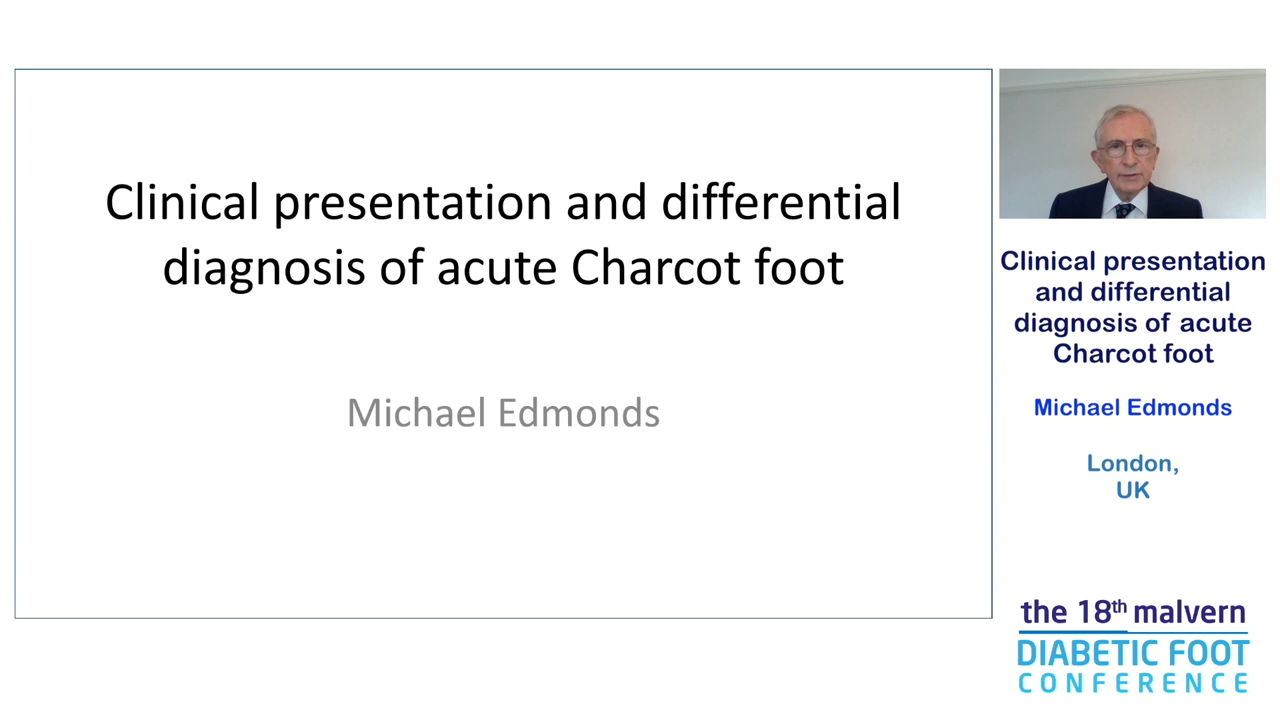 Clinical presentation and differential
diagnosis of acute Charcot foot
Michael Edmonds
Clinical presentation
and differential
diagnosis of acute
Charcot foot
Michael Edmonds
London,
UK
the 18th malvern
DIABETIC FOOT
CONFERENCE